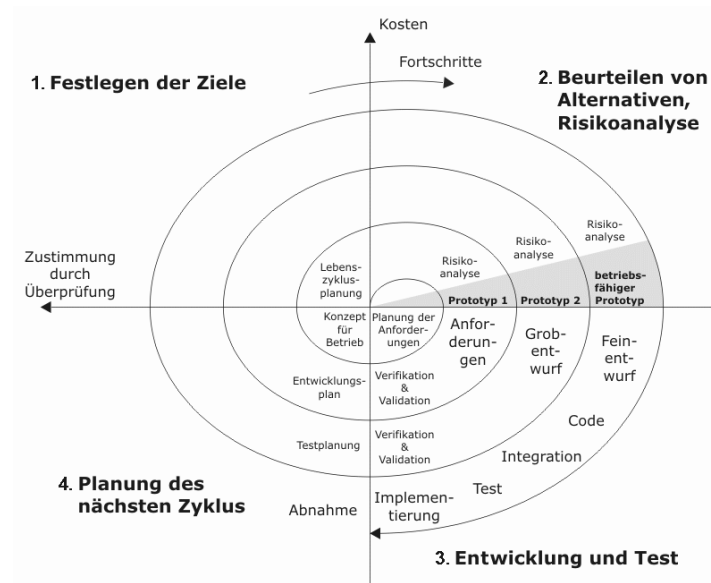 Kosten
Fortschritte
1. Festlegen der Ziele
2. Beurteilen von
Alternativen,
Risikoanalyse
Zustimmung
durch
Überprüfung)
Lebens-
zyklus-
planung
Risiko-
analyse
Risiko-
analyse
Risiko-
analyse
Prototyp 1
Prototyp 2
betriebs-
fähiger
Prototyp
Konzept
für
Betrieb
Planung der
Anforder-
ungen
Anfor-
derun-
gen
Grob-
ent-
wurf
Fein-
ent-
wurf
Entwicklungs-
plan
Verifikation
&
Validation
Code
Testplanung
Verifikation
&
Validation
Integration
Test
4. Planung des
nächsten Zyklus
Abnahme
Implemen-
tierung
3. Entwicklung und Test